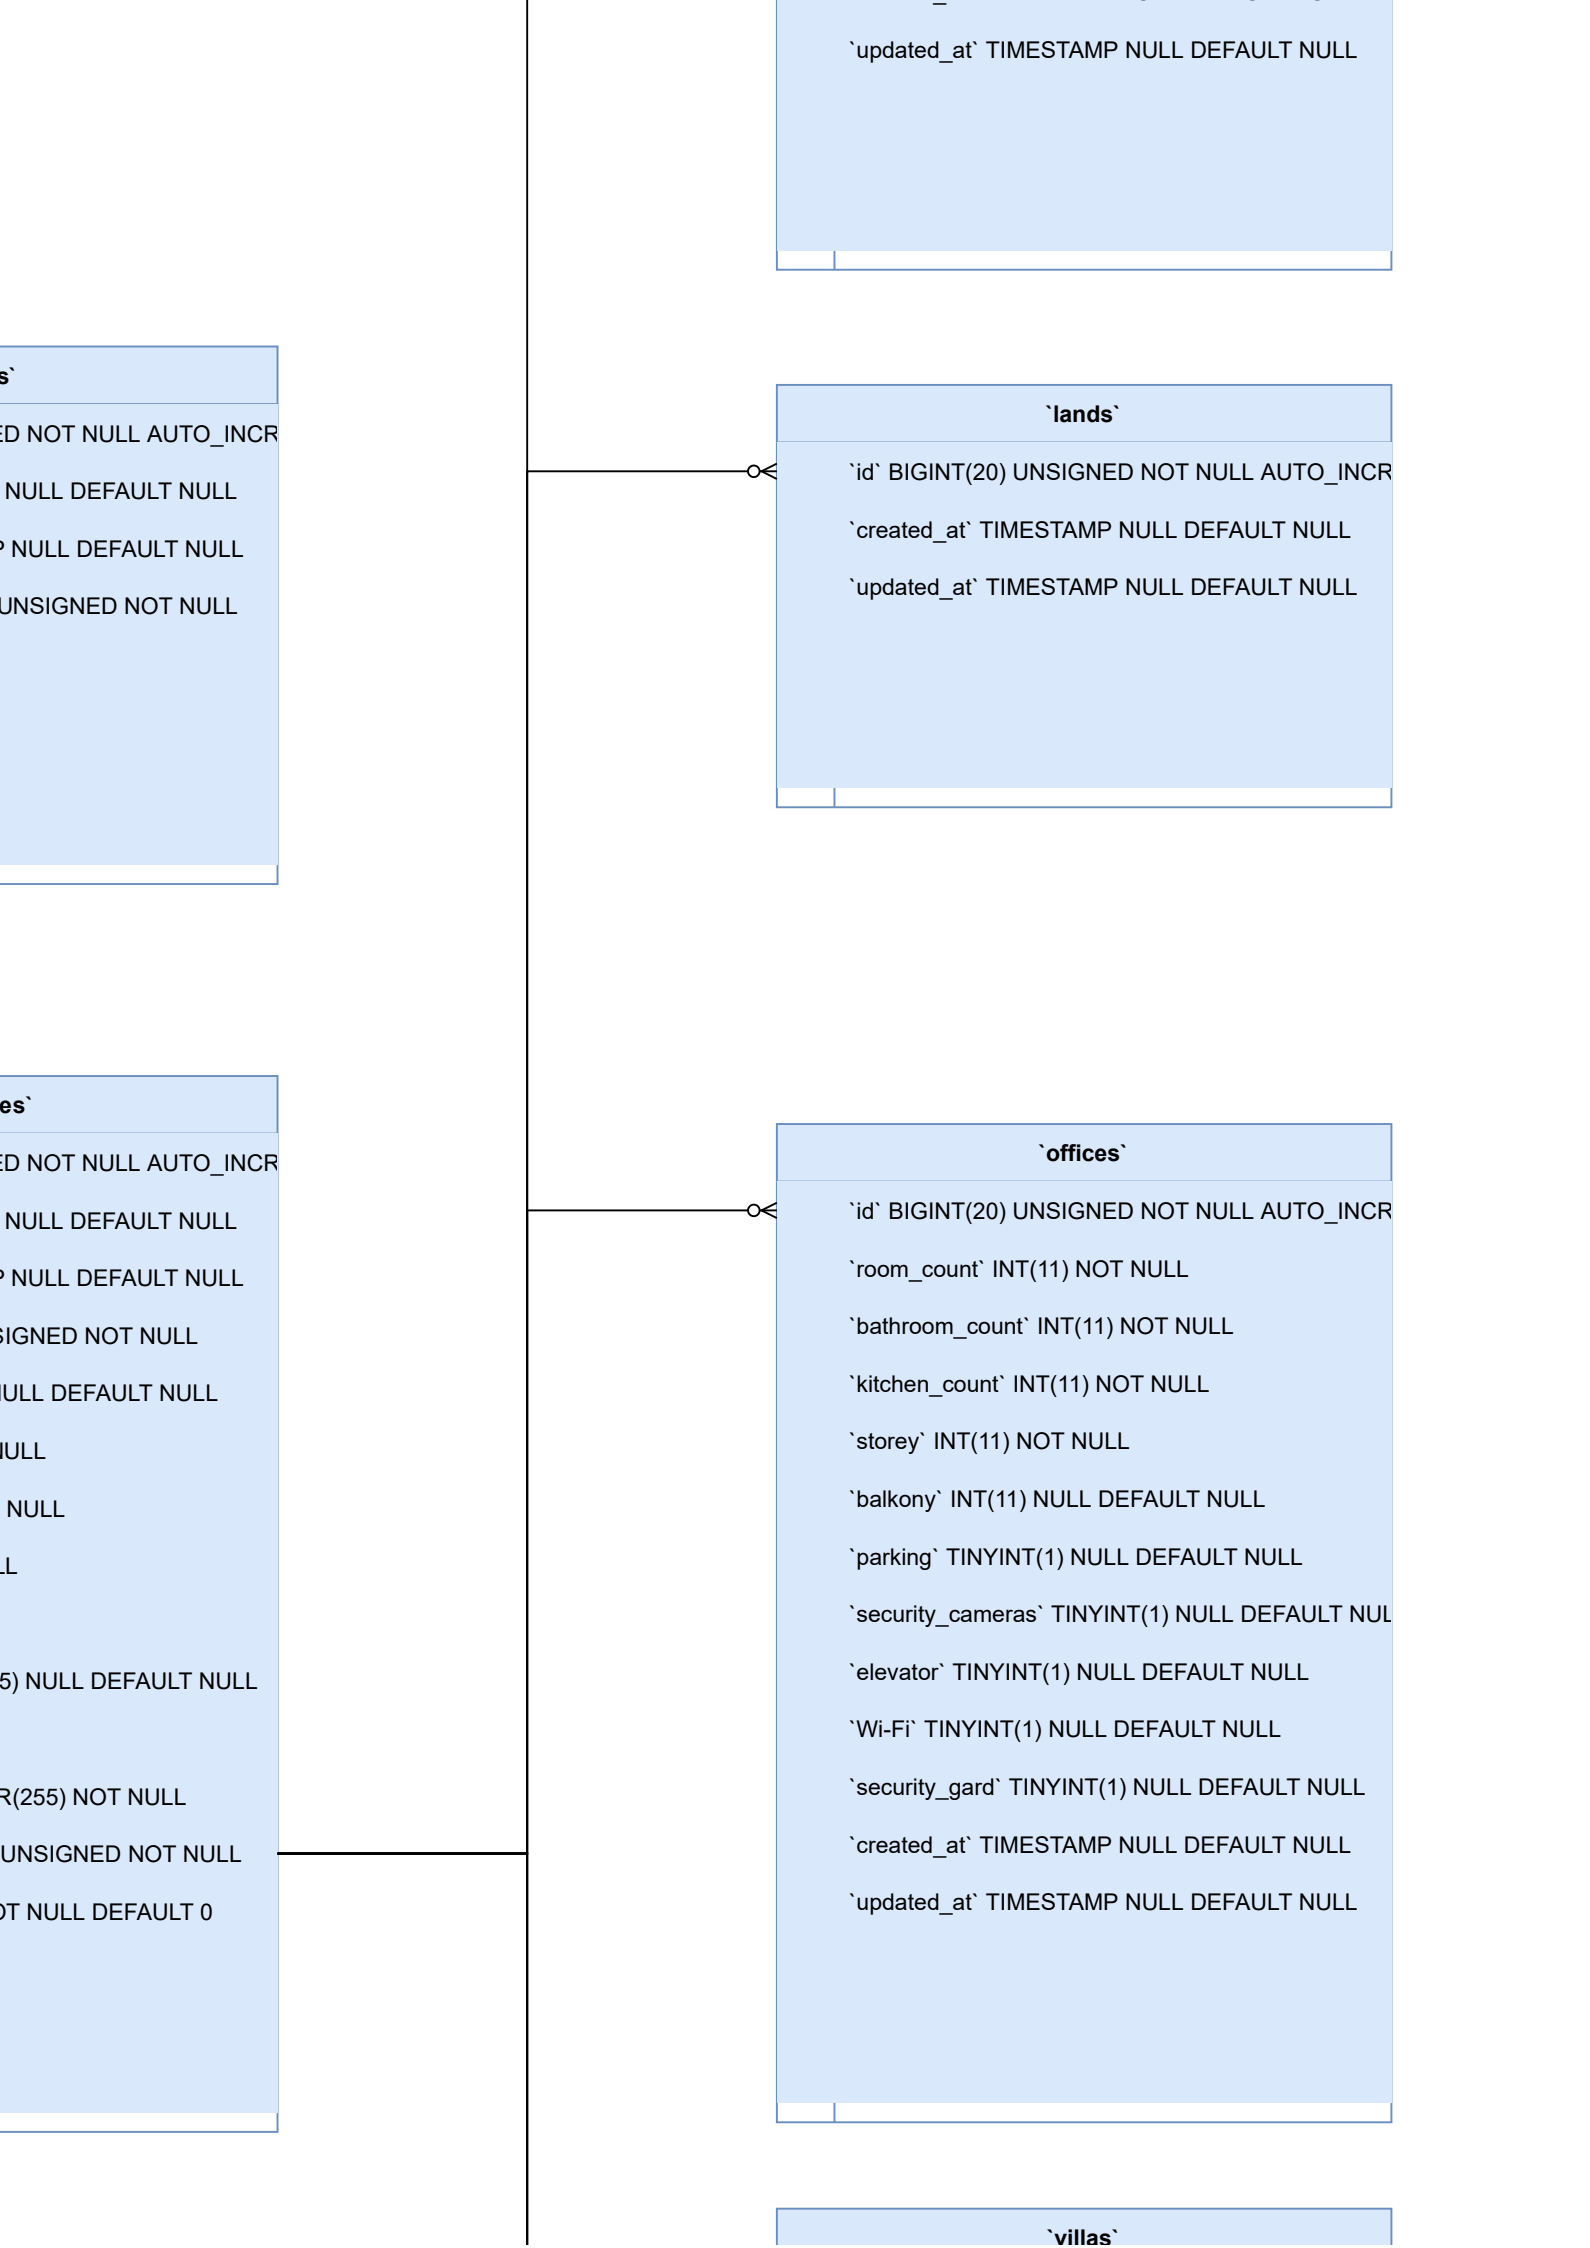 `updated_at` TIMESTAMP NULL DEFAULT NULL
s`
ED NOT NULL AUTO_INCR
NULL DEFAULT NULL
P NULL DEFAULT NULL
UNSIGNED NOT NULL
`lands`
`id` BIGINT(20) UNSIGNED NOT NULL AUTO_INCR
`created_at` TIMESTAMP NULL DEFAULT NULL
`updated_at` TIMESTAMP NULL DEFAULT NULL
es`
ED NOT NULL AUTO_INCR
NULL DEFAULT NULL
P NULL DEFAULT NULL
SIGNED NOT NULL
NULL DEFAULT NULL
NULL
NULL
LL
5) NULL DEFAULT NULL
R(255) NOT NULL
UNSIGNED NOT NULL
OT NULL DEFAULT 0
`offices`
`id` BIGINT(20) UNSIGNED NOT NULL AUTO_INCR
`room_count` INT(11) NOT NULL
`bathroom_count` INT(11) NOT NULL
`kitchen_count` INT(11) NOT NULL
`storey` INT(11) NOT NULL
`balkony` INT(11) NULL DEFAULT NULL
`parking` TINYINT(1) NULL DEFAULT NULL
`security_cameras` TINYINT(1) NULL DEFAULT NUL
`elevator` TINYINT(1) NULL DEFAULT NULL
`Wi-Fi` TINYINT(1) NULL DEFAULT NULL
`security_gard` TINYINT(1) NULL DEFAULT NULL
`created_at` TIMESTAMP NULL DEFAULT NULL
`updated_at` TIMESTAMP NULL DEFAULT NULL
`villas`